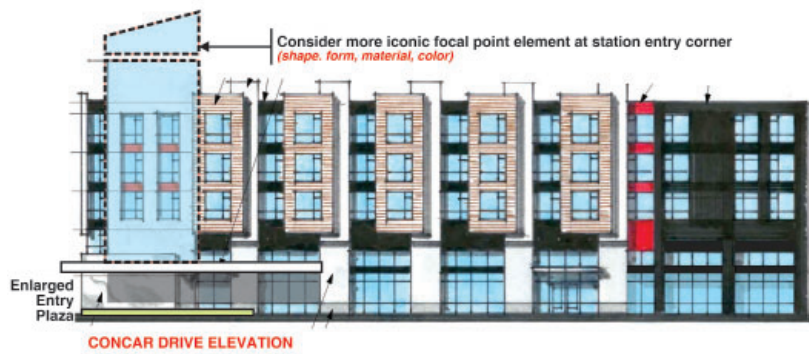 Consider more iconic focal point element at station entry corner
(shape. form, material, color)
Enlarged
Entry
Plaza
CONCAR DRIVE ELEVATION